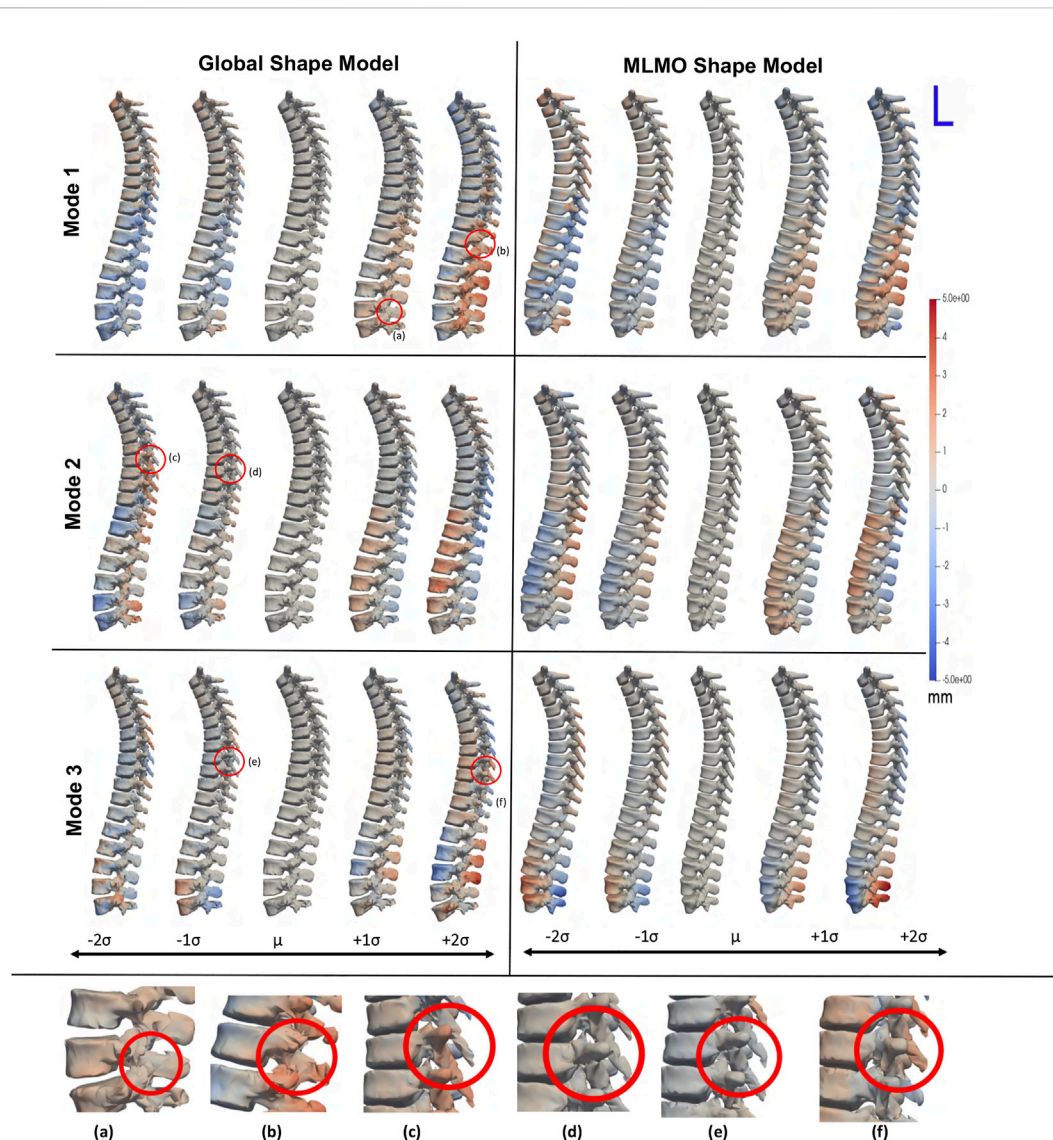 Global Shape Model
MLMO Shape Model
L
Mode 1
(b)
(a)
5.0e+00
4
3
2
1
0
-1
-2
-3
-4
-5.0e+00
mm
Mode 2
(c)
(d)
Mode 3
(e)
(f)
-2σ -1σ μ +1σ +2σ
-2σ -1σ μ +1σ +2σ
(a) (b) (c) (d) (e) (f)